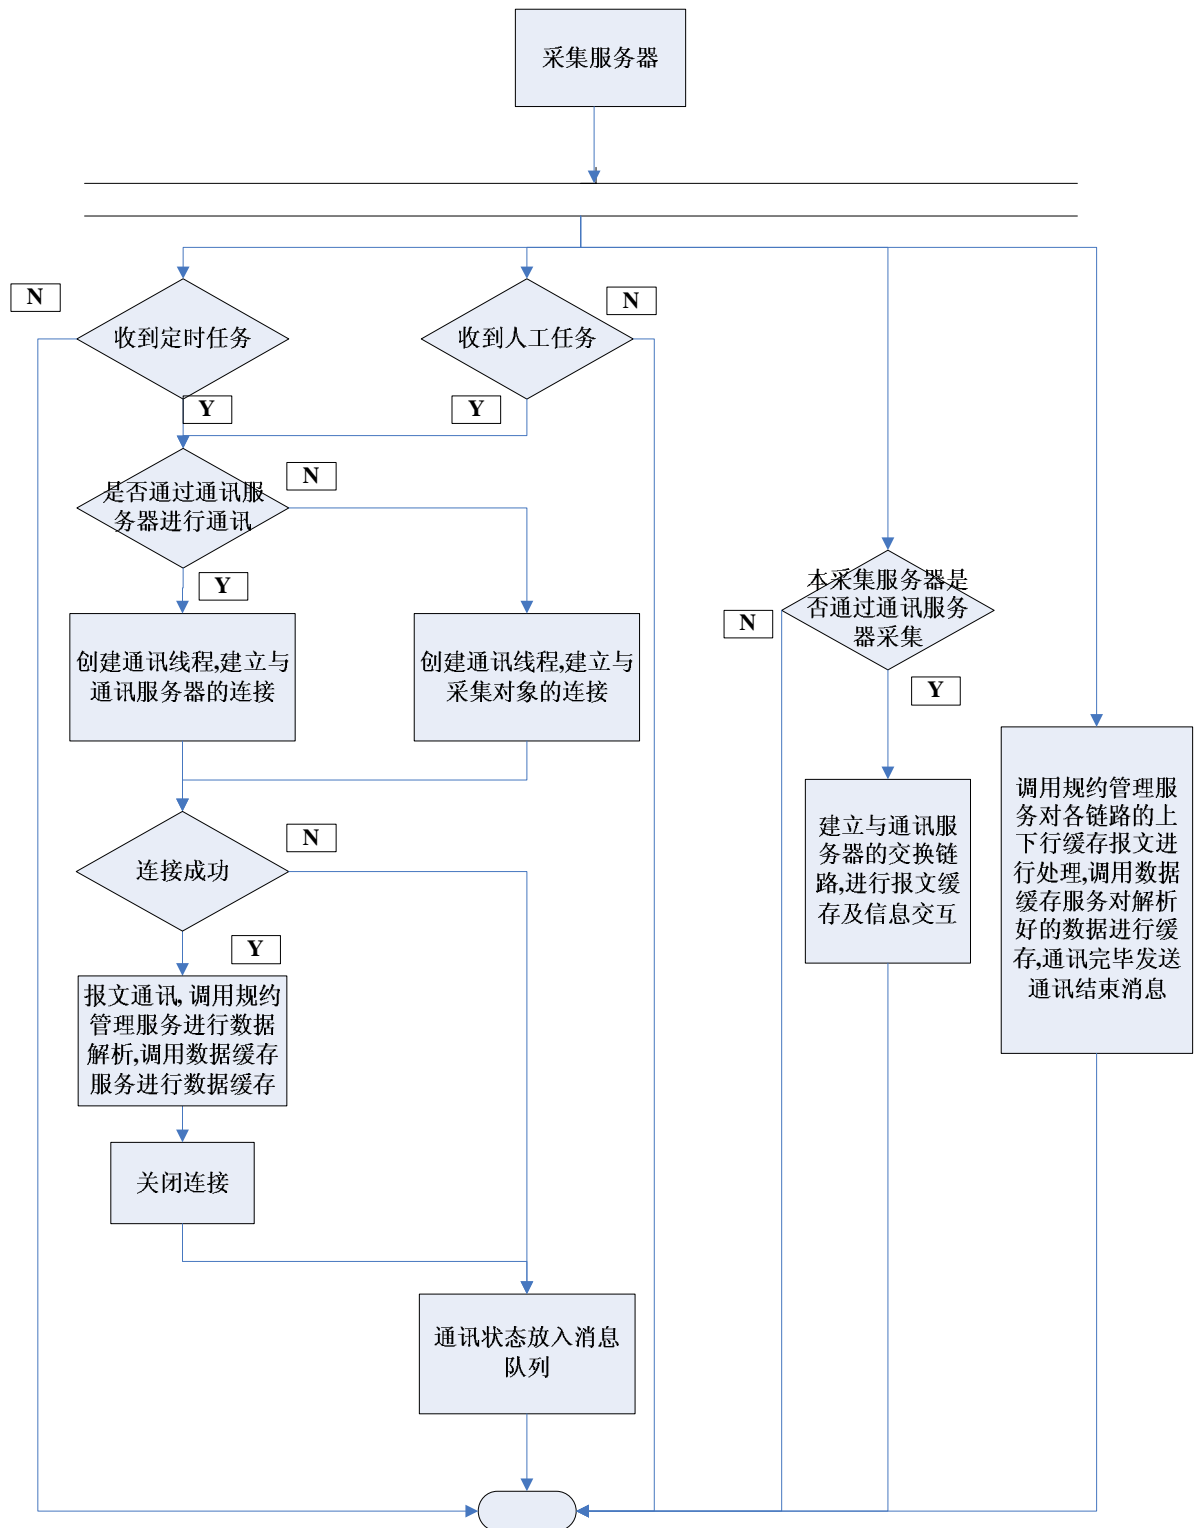 采集服务器
N
收到定时任务
收到人工任务
N
Y
Y
是否通过通讯服
务器进行通讯
N
Y
创建通讯线程,建立与
通讯服务器的连接
创建通讯线程,建立与
采集对象的连接
本采集服务器是
否通过通讯服务
器采集
N
Y
连接成功
N
Y
建立与通讯服
务器的交换链
路,进行报文缓
存及信息交互
调用规约管理服
务对各链路的上
下行缓存报文进
行处理,调用数据
缓存服务对解析
好的数据进行缓
存,通讯完毕发送
通讯结束消息
报文通讯,调用规约
管理服务进行数据
解析,调用数据缓存
服务进行数据缓存
关闭连接
通讯状态放入消息
队列